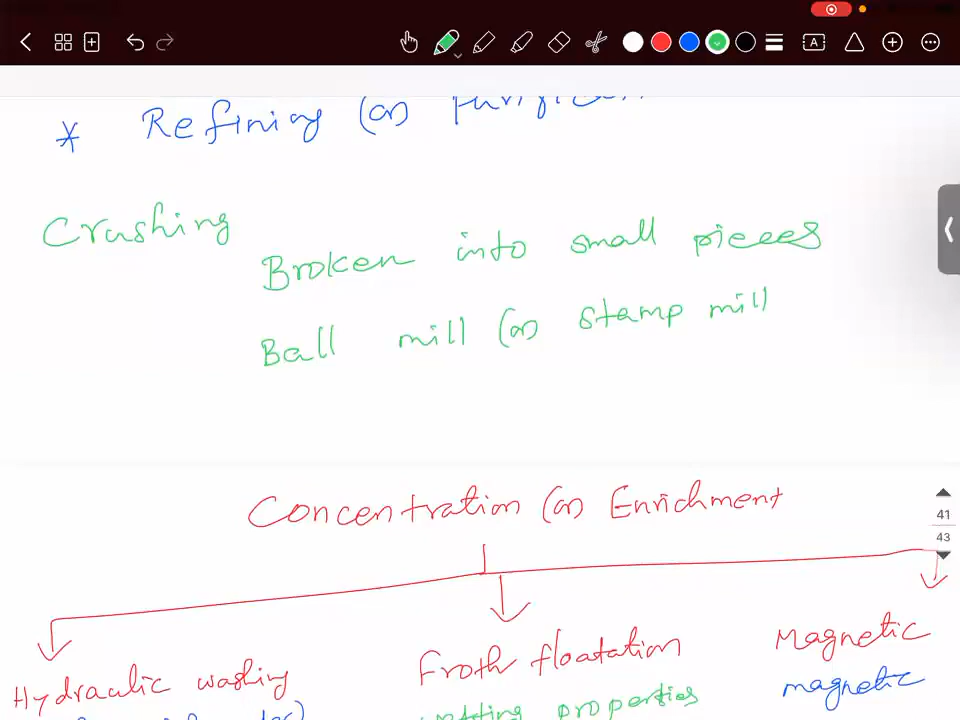 * Refining (or)
Crushing
Broken into small pieces
Ball mill (or) stamp mill
Concentration (or) Enrichment
41
43
Hydraulic washing Froth floatation Magnetic
properties magnetic
A